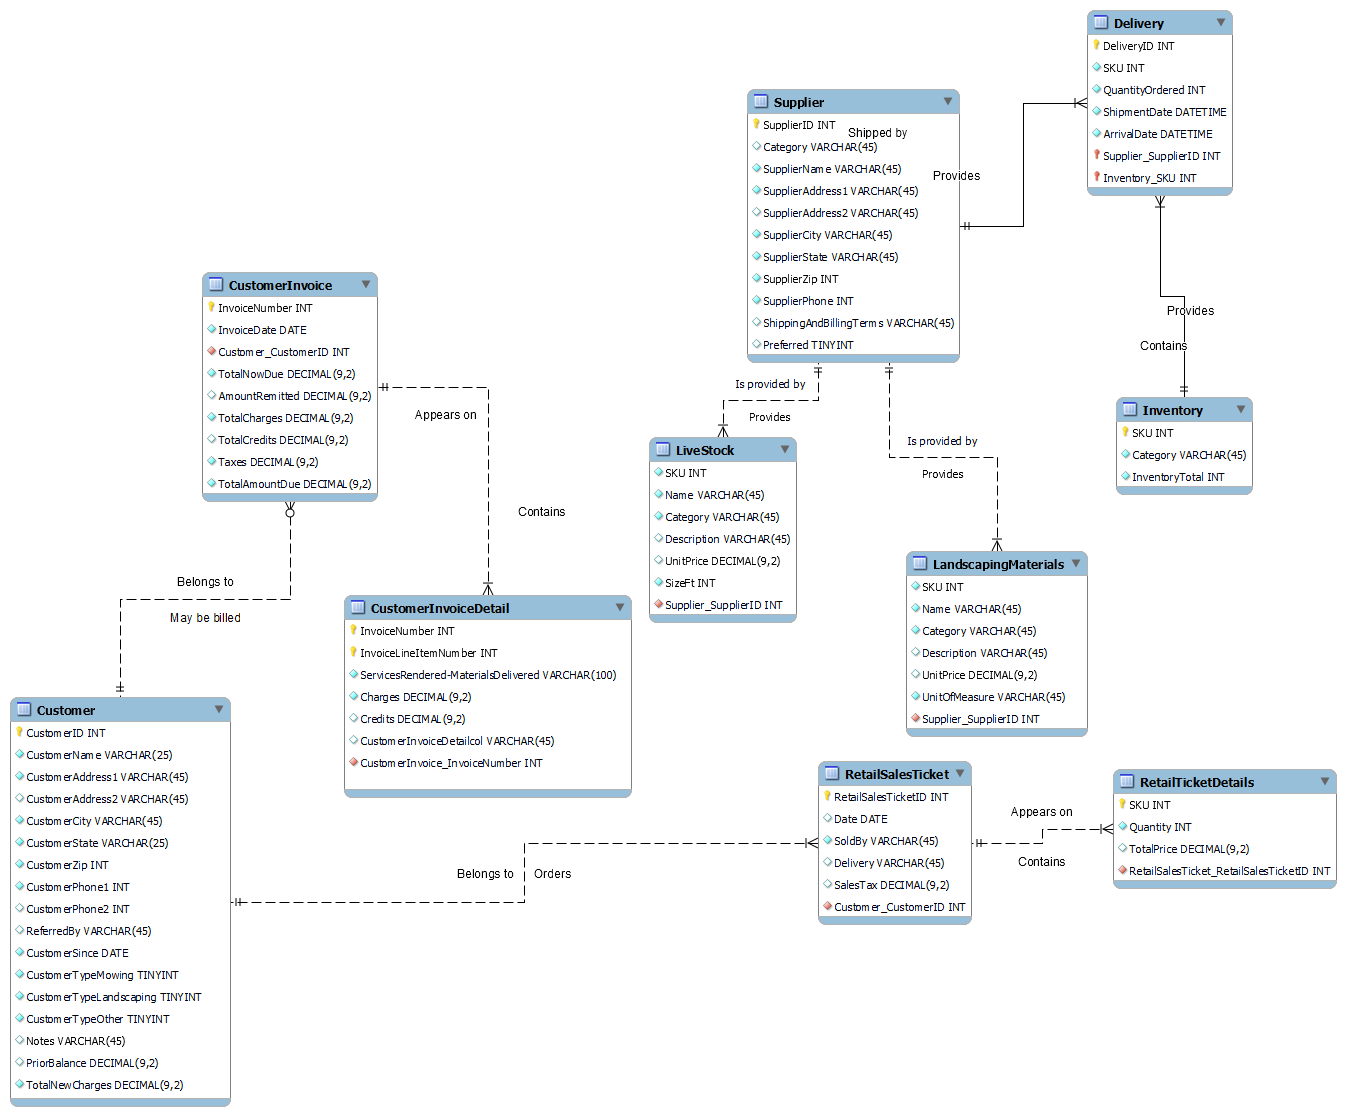 Delivery
DeliveryID INT
SKU INT
QuantityOrdered INT
ShipmentDate DATETIME
ArrivalDate DATETIME
Supplier_SupplierID INT
Inventory_SKU INT
Supplier
SupplierID INT
Category VARCHAR(45)
SupplierName VARCHAR(45)
SupplierAddress1 VARCHAR(45)
SupplierAddress2 VARCHAR(45)
SupplierCity VARCHAR(45)
SupplierState VARCHAR(45)
SupplierZip INT
SupplierPhone INT
ShippingAndBillingTerms VARCHAR(45)
Preferred TINYINT
Shipped by
Provides
Provides
Contains
Inventory
SKU INT
Category VARCHAR(45)
InventoryTotal INT
CustomerInvoice
InvoiceNumber INT
InvoiceDate DATE
Customer_CustomerID INT
TotalNowDue DECIMAL(9,2)
AmountRemitted DECIMAL(9,2)
TotalCharges DECIMAL(9,2)
TotalCredits DECIMAL(9,2)
Taxes DECIMAL(9,2)
TotalAmountDue DECIMAL(9,2)
Appears on
Contains
Is provided by
Provides
LiveStock
SKU INT
Name VARCHAR(45)
Category VARCHAR(45)
Description VARCHAR(45)
UnitPrice DECIMAL(9,2)
SizeFt INT
Supplier_SupplierID INT
Is provided by
Provides
LandscapingMaterials
SKU INT
Name VARCHAR(45)
Category VARCHAR(45)
Description VARCHAR(45)
UnitPrice DECIMAL(9,2)
UnitOfMeasure VARCHAR(45)
Supplier_SupplierID INT
Belongs to
May be billed
CustomerInvoiceDetail
InvoiceNumber INT
InvoiceLineItemNumber INT
ServicesRendered-MaterialsDelivered VARCHAR(100)
Charges DECIMAL(9,2)
Credits DECIMAL(9,2)
CustomerInvoiceDetailcol VARCHAR(45)
CustomerInvoice_InvoiceNumber INT
Customer
CustomerID INT
CustomerName VARCHAR(25)
CustomerAddress1 VARCHAR(45)
CustomerAddress2 VARCHAR(45)
CustomerCity VARCHAR(45)
CustomerState VARCHAR(25)
CustomerZip INT
CustomerPhone1 INT
CustomerPhone2 INT
ReferredBy VARCHAR(45)
CustomerSince DATE
CustomerTypeMowing TINYINT
CustomerTypeLandscaping TINYINT
CustomerTypeOther TINYINT
Notes VARCHAR(45)
PriorBalance DECIMAL(9,2)
TotalNewCharges DECIMAL(9,2)
Belongs to
Orders
RetailSalesTicket
RetailSalesTicketID INT
Date DATE
SoldBy VARCHAR(45)
Delivery VARCHAR(45)
SalesTax DECIMAL(9,2)
Customer_CustomerID INT
Appears on
Contains
RetailTicketDetails
SKU INT
Quantity INT
TotalPrice DECIMAL(9,2)
RetailSalesTicket_RetailSalesTicketID INT